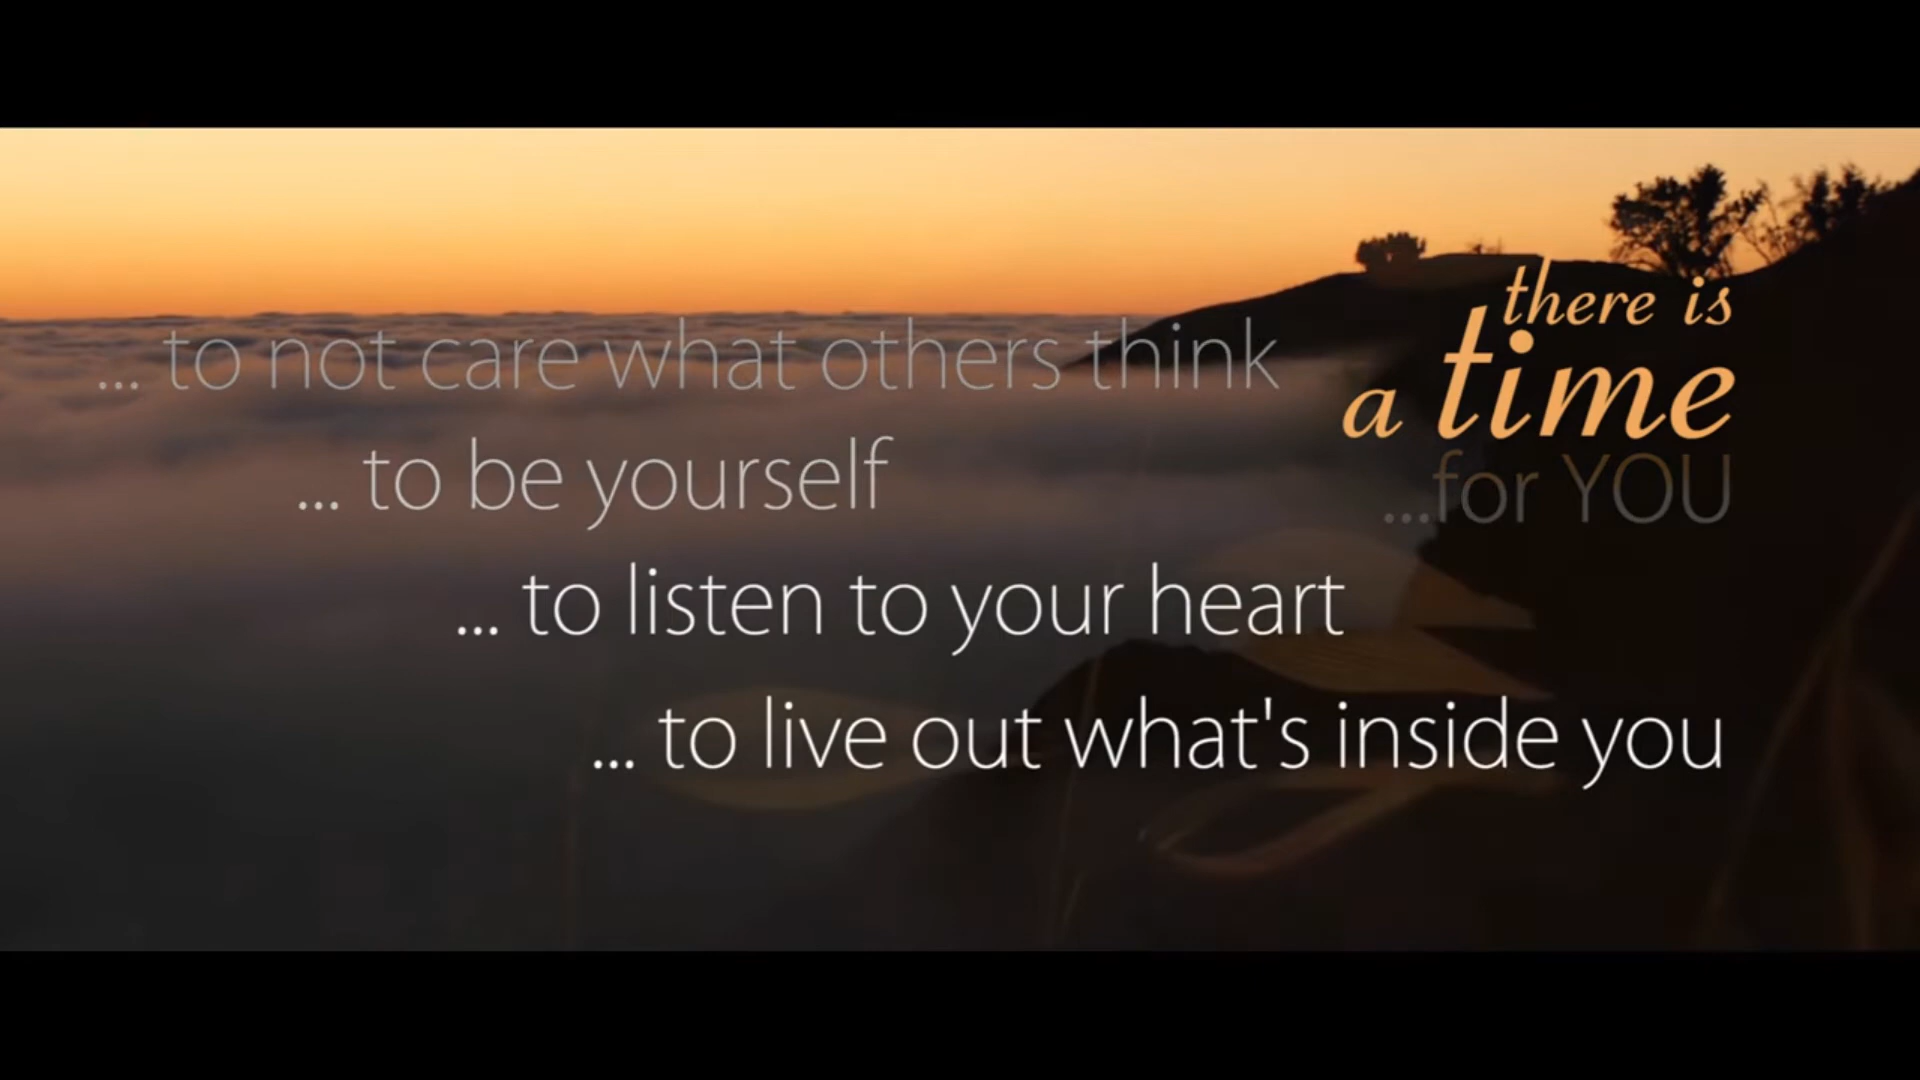 there is
a time
...for YOU
... to not care what others think
... to be yourself
... to listen to your heart
... to live out what's inside you